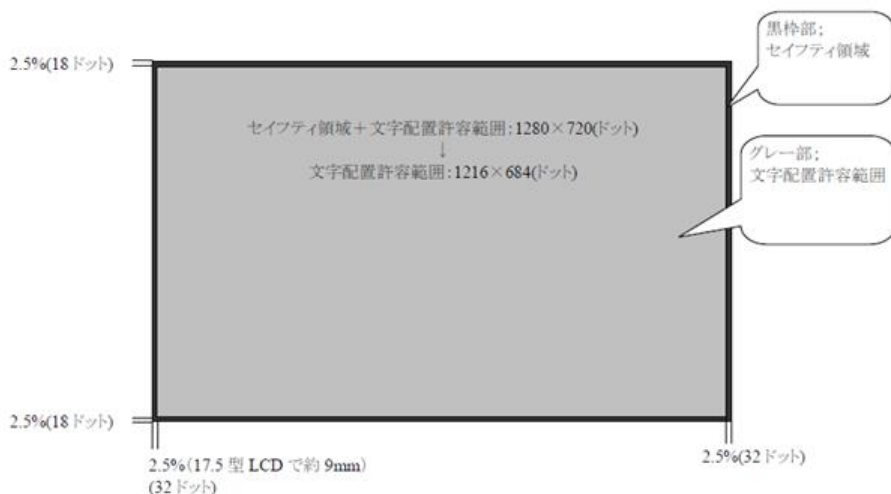 黒枠部;
セイフティ領域
2.5%(18ドット)
セイフティ領域＋文字配置許容範囲:1280×720(ドット)
↓
文字配置許容範囲:1216×684(ドット)
グレー部;
文字配置許容範囲
2.5%(18ドット)
2.5%(17.5型LCDで約9mm)
(32ドット)
2.5%(32ドット)